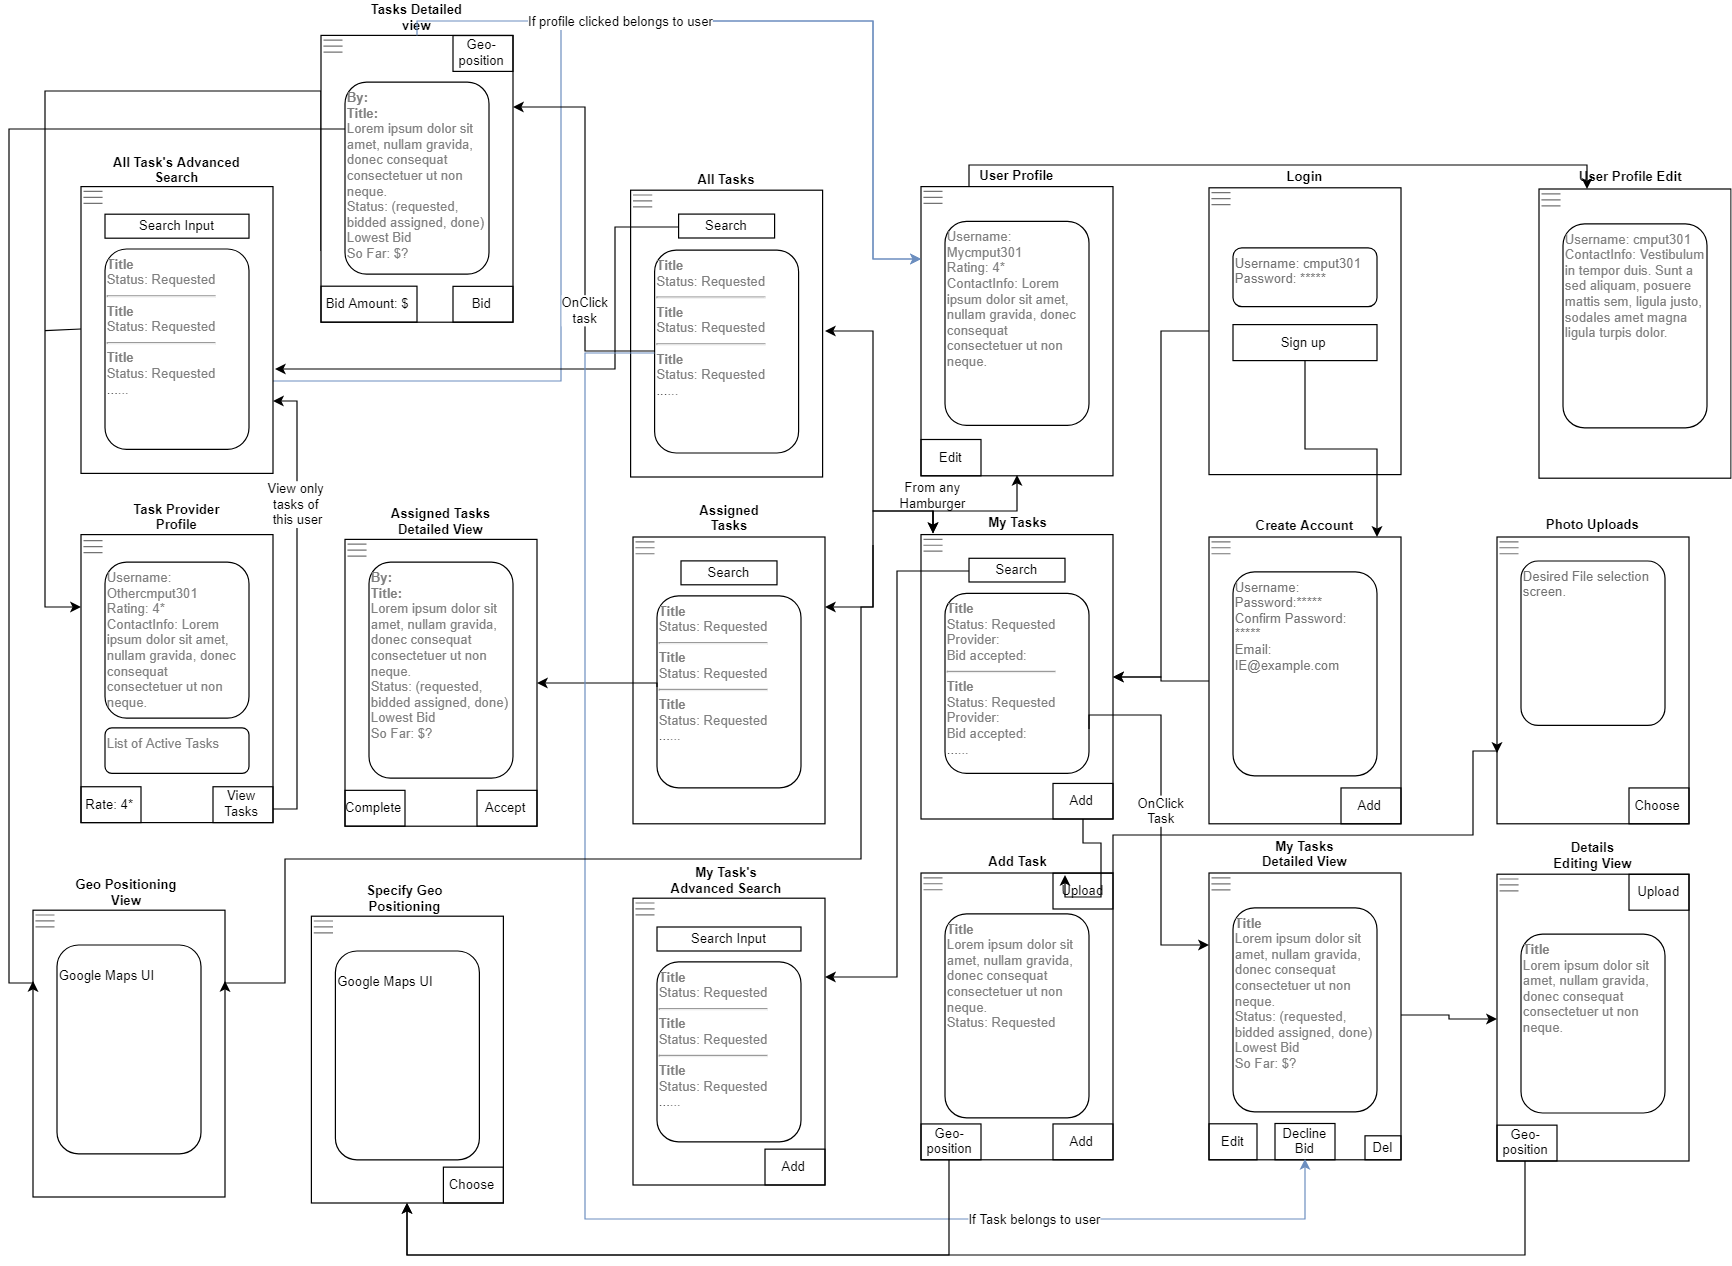 Tasks Detailed
view
If profile clicked belongs to user
Geo-
position
By:
Title:
Lorem ipsum dolor sit
amet, nullam gravida,
donec consequat
consectetuer ut non
neque.
Status: (requested,
bidded assigned, done)
Lowest Bid
So Far: $?
Bid Amount: $
Bid
All Task's Advanced
Search
Search Input
Title
Status: Requested
Title
Status: Requested
Title
Status: Requested
......
OnClick
task
All Tasks
Search
Title
Status: Requested
Title
Status: Requested
Title
Status: Requested
......
User Profile
Username:
Mycmput301
Rating: 4*
ContactInfo: Lorem
ipsum dolor sit amet,
nullam gravida, donec
consequat
consectetuer ut non
neque.
Edit
Login
Username: cmput301
Password: *****
Sign up
User Profile Edit
Username: cmput301
ContactInfo: Vestibulum
in tempor duis. Sunt a
sed aliquam, posuere
mattis sem, ligula justo,
sodales amet magna
ligula turpis dolor.
View only
tasks of
this user
From any
Hamburger
Task Provider
Profile
Username:
Othercmput301
Rating: 4*
ContactInfo: Lorem
ipsum dolor sit amet,
nullam gravida, donec
consequat
consectetuer ut non
neque.
List of Active Tasks
Rate: 4*
View
Tasks
Assigned Tasks
Detailed View
By:
Title:
Lorem ipsum dolor sit
amet, nullam gravida,
donec consequat
consectetuer ut non
neque.
Status: (requested,
bidded assigned, done)
Lowest Bid
So Far: $?
Complete
Accept
Assigned
Tasks
Search
Title
Status: Requested
Title
Status: Requested
Title
Status: Requested
......
My Tasks
Search
Title
Status: Requested
Provider:
Bid accepted:
Title
Status: Requested
Provider:
Bid accepted:
......
Add
OnClick
Task
Create Account
Username:
Password:*****
Confirm Password:
*****
Email:
IE@example.com
Add
Photo Uploads
Desired File selection
screen.
Choose
Geo Positioning
View
Google Maps UI
Specify Geo
Positioning
Google Maps UI
Choose
My Task's
Advanced Search
Search Input
Title
Status: Requested
Title
Status: Requested
Title
Status: Requested
......
Add
Add Task
Upload
Title
Lorem ipsum dolor sit
amet, nullam gravida,
donec consequat
consectetuer ut non
neque.
Status: Requested
Geo-
position
Add
My Tasks
Detailed View
Title
Lorem ipsum dolor sit
amet, nullam gravida,
donec consequat
consectetuer ut non
neque.
Status: (requested,
bidded assigned, done)
Lowest Bid
So Far: $?
Edit
Decline
Bid
Del
Details
Editing View
Upload
Title
Lorem ipsum dolor sit
amet, nullam gravida,
donec consequat
consectetuer ut non
neque.
Geo-
position
If Task belongs to user